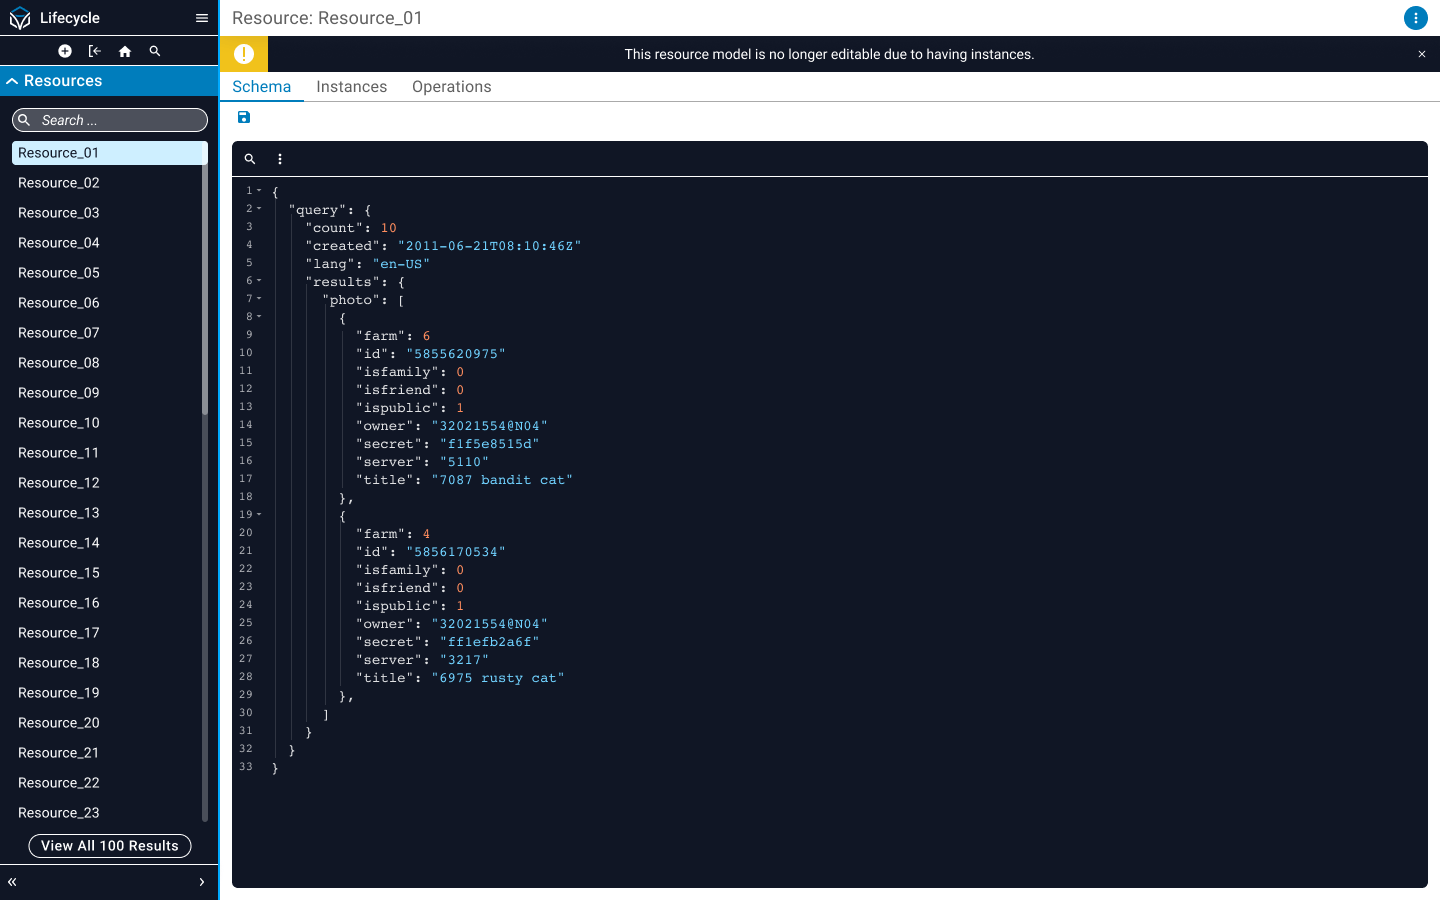 Lifecycle
Resource: Resource_01
This resource model is no longer editable due to having instances.
Resources
Search ...
Resource_01
Resource_02
Resource_03
Resource_04
Resource_05
Resource_06
Resource_07
Resource_08
Resource_09
Resource_10
Resource_11
Resource_12
Resource_13
Resource_14
Resource_15
Resource_16
Resource_17
Resource_18
Resource_19
Resource_20
Resource_21
Resource_22
Resource_23
View All 100 Results
Schema Instances Operations
1 {
2 "query": {
3 "count": 10
4 "created": "2011-06-21T08:10:46Z"
5 "lang": "en-US"
6 "results": {
7 "photo": [
8 {
9 "farm": 6
10 "id": "5855620975"
11 "isfamily": 0
12 "isfriend": 0
13 "ispublic": 1
14 "owner": "32021554@N04"
15 "secret": "f1f5e8515d"
16 "server": "5110"
17 "title": "7087 bandit cat"
18 },
19 {
20 "farm": 4
21 "id": "5856170534"
22 "isfamily": 0
23 "isfriend": 0
24 "ispublic": 1
25 "owner": "32021554@N04"
26 "secret": "ff1efb2a6f"
27 "server": "3217"
28 "title": "6975 rusty cat"
29 },
30 ]
31 }
32 }
33 }